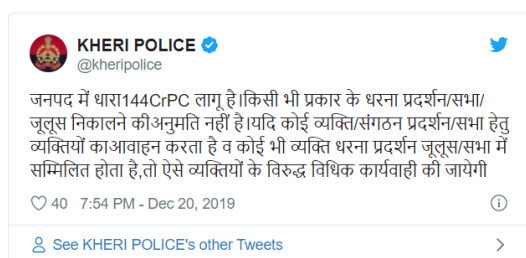 KHERI POLICE
@kheripolice
जनपद में धारा144CrPC लागू है।किसी भी प्रकार के धरना प्रदर्शन/सभा/
जूलूस निकालने कीअनुमति नहीं है।यदि कोई व्यक्ति/संगठन प्रदर्शन/सभा हेतु
व्यक्तियों काआवाहन करता है व कोई भी व्यक्ति धरना प्रदर्शन जूलूस/सभा में
सम्मिलित होता है,तो ऐसे व्यक्तियों के विरुद्ध विधिक कार्यवाही की जायेगी
40 7:54 PM - Dec 20, 2019
See KHERI POLICE's other Tweets